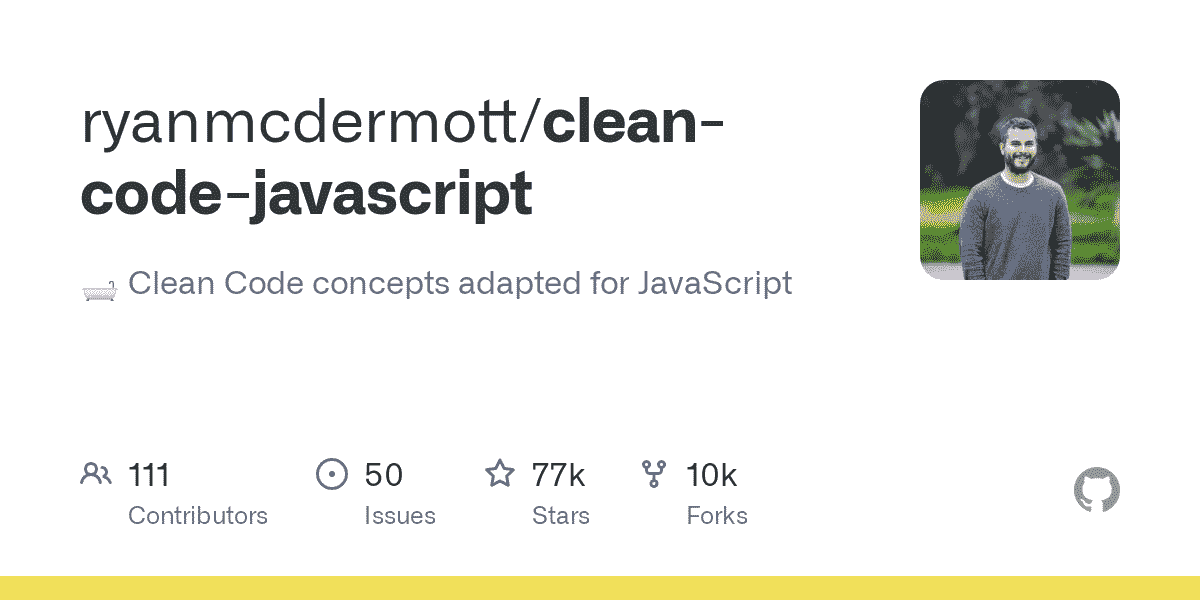 ryanmcdermott/clean-
code-javascript
Clean Code concepts adapted for JavaScript
111 50 77k 10k
Contributors Issues Stars Forks